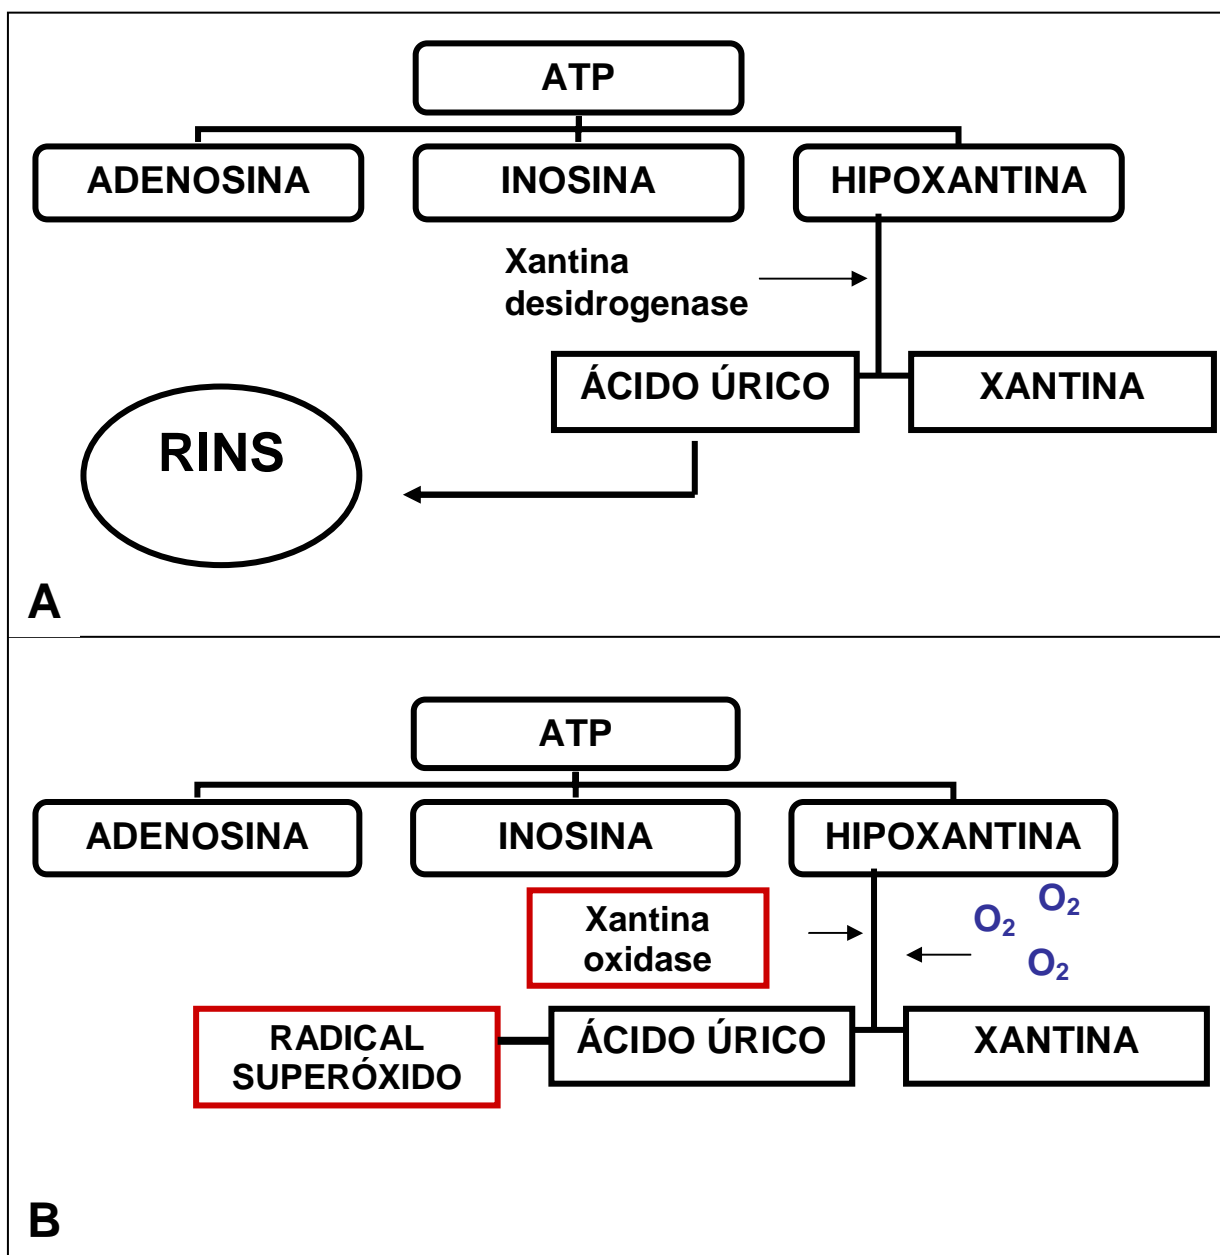 ATP
ADENOSINA
INOSINA
HIPOXANTINA
Xantina
desidrogenase
ÁCIDO ÚRICO
XANTINA
RINS
A
ATP
ADENOSINA
INOSINA
HIPOXANTINA
Xantina
oxidase
O₂
O₂
O₂
RADICAL
SUPERÓXIDO
ÁCIDO ÚRICO
XANTINA
B